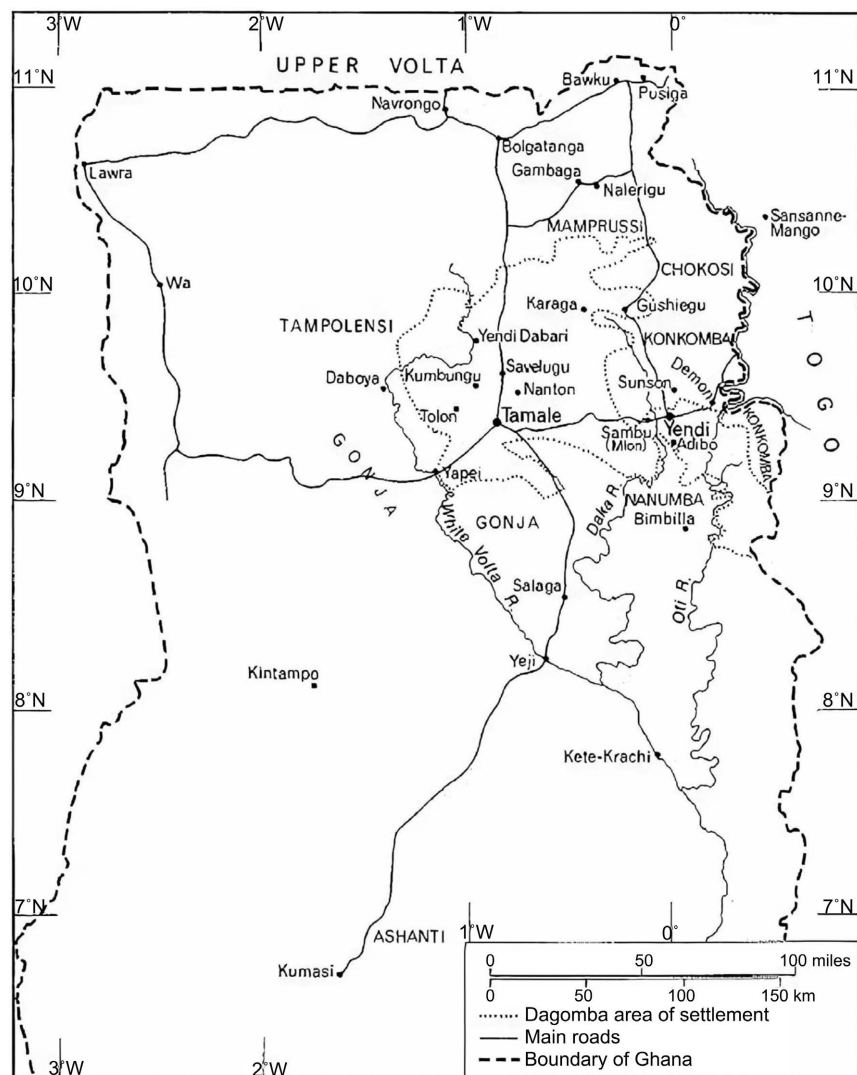 3°W 2°W 1°W 0°
UPPER VOLTA
11°N 11°N
Bawku
Pusiga
Navrongo
Bolgatanga
Lawra
Gambaga
Nalerigu
Sansanne-
Mango
MAMPRUSSI
CHOKOSI
10°N 10°N
Wa
Karaga
Gushiegu
TAMPOLENSI
Yendi Dabari
KONKOMBA
TOGO
Savelugu
Demon
Daboya
Kumbungu
Nanton
Sunson
Tolon
Tamale
Yendi
Sambu
(Mion)
Adibo
KONKOMBA
GONJA
Yapei
9°N 9°N
NANUMBA
Bimbilla
GONJA
Daka R.
White Volta R.
Oti R.
Salaga
Yeji
Kintampo
8°N 8°N
Kete-Krachi
7°N 7°N
ASHANTI
1°W 0°
Kumasi
0 50 100 miles
0 50 100 150 km
Dagomba area of settlement
Main roads
Boundary of Ghana
3°W 2°W